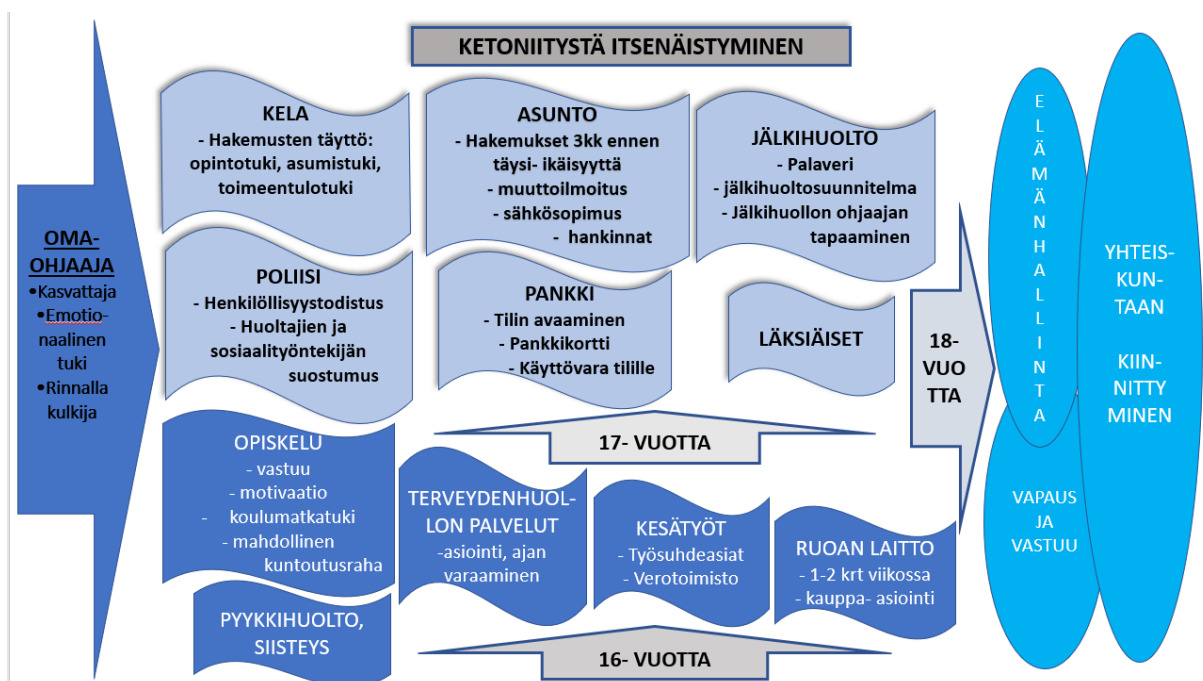 KETONIITYSTÄ ITSENÄISTYMINEN
OMA-
OHJAAJA
•Kasvattaja
•Emotio-
naalinen
tuki
•Rinnalla
kulkija
KELA
- Hakemusten täyttö:
opintotuki, asumistuki,
toimeentulotuki
ASUNTO
- Hakemukset 3kk ennen
täysi- ikäisyyttä
- muuttoilmoitus
- sähkösopimus
- hankinnat
JÄLKIHUOLTO
- Palaveri
- jälkihuoltosuunnitelma
- Jälkihuollon ohjaajan
tapaaminen
POLIISI
- Henkilöllisyystodistus
- Huoltajien ja
sosiaalityöntekijän
suostumus
PANKKI
- Tilin avaaminen
- Pankkikortti
- Käyttövara tilille
LÄKSIÄISET
17- VUOTTA
OPISKELU
- vastuu
- motivaatio
- koulumatkatuki
- mahdollinen
kuntoutusraha
TERVEYDENHUOL-
LON PALVELUT
-asiointi, ajan
varaaminen
KESÄTYÖT
- Työsuhdeasiat
- Verotoimisto
RUOAN LAITTO
- 1-2 krt viikossa
- kauppa- asiointi
PYYKKIHUOLTO,
SIISTEYS
16- VUOTTA
18-
VUO
TTA
E
L
Ä
M
Ä
N
H
A
L
L
I
N
T
A
VAPAUS
JA
VASTUU
YHTEIS-
KUN-
TAAN
KIIN-
NITTY
MINEN